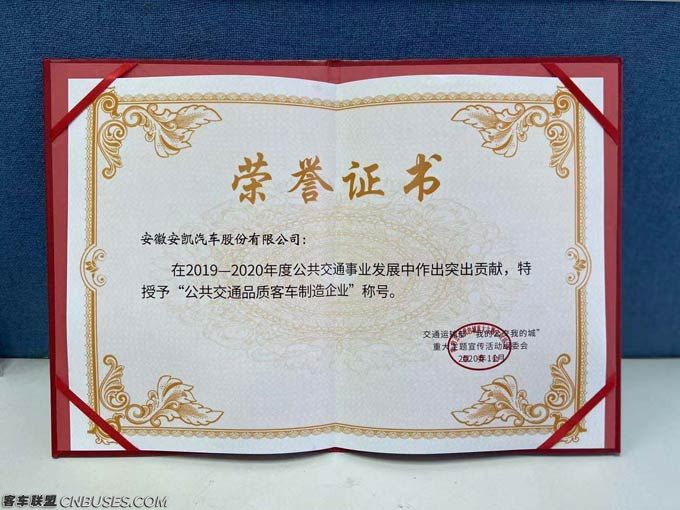 荣誉证书
安徽安凯汽车股份有限公司：
在2019—2020年度公共交通事业发展中作出突出贡献，特
授予“公共交通品质客车制造企业”称号。
交通运输部“我的公交我的城”
重大主题宣传活动组委会
2020年11月
客车联盟 CNBUSES.COM